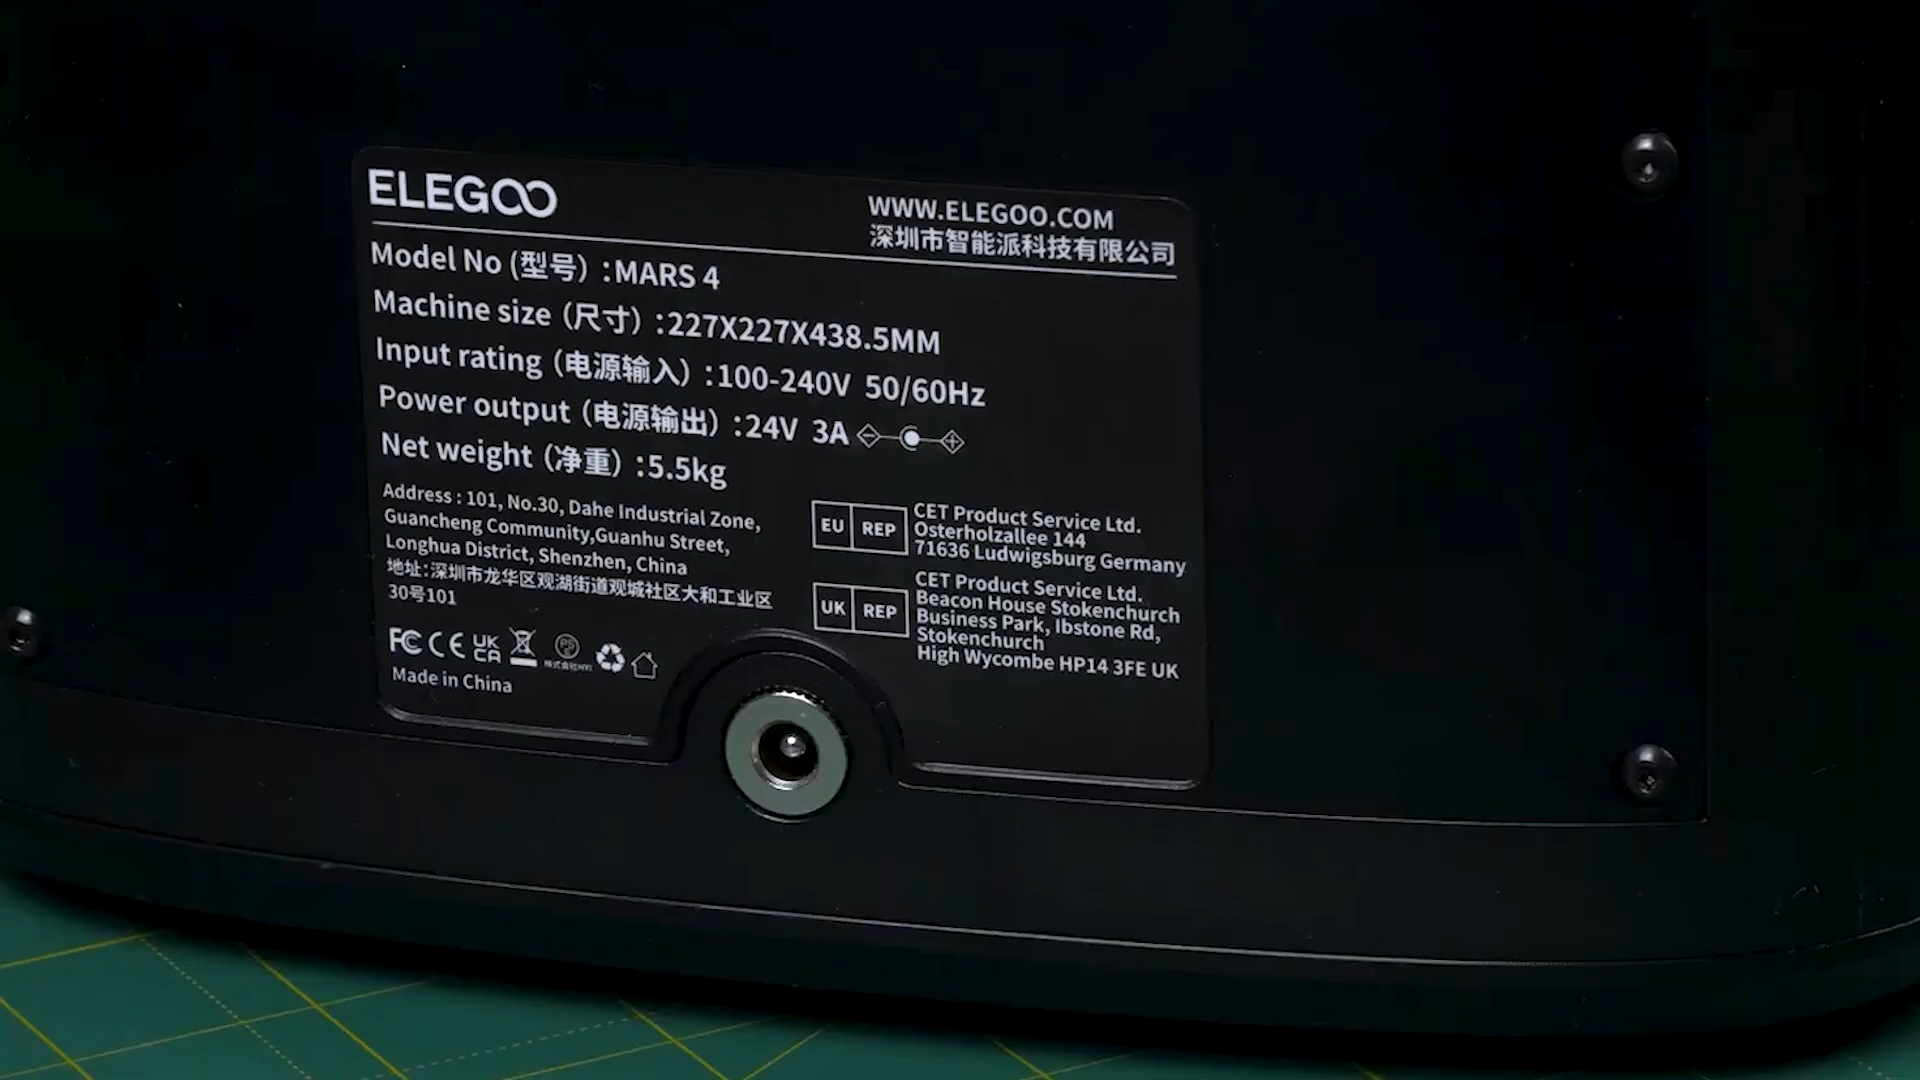 ELEGOO
WWW.ELEGOO.COM
深圳市智能派科技有限公司
Model No (型号) :MARS 4
Machine size (尺寸) :227X227X438.5MM
Input rating (电源输入) :100-240V 50/60Hz
Power output (电源输出) :24V 3A
Net weight (净重) :5.5kg
Address : 101, No.30, Dahe Industrial Zone,
Guancheng Community,Guanhu Street,
Longhua District, Shenzhen, China
地址:深圳市龙华区观湖街道观城社区大和工业区
30号101
EU REP
CET Product Service Ltd.
Osterholzallee 144
71636 Ludwigsburg Germany
UK REP
CET Product Service Ltd.
Beacon House Stokenchurch
Business Park, Ibstone Rd,
Stokenchurch
High Wycombe HP14 3FE UK
FC CE UK
CA
PS
E
Made in China